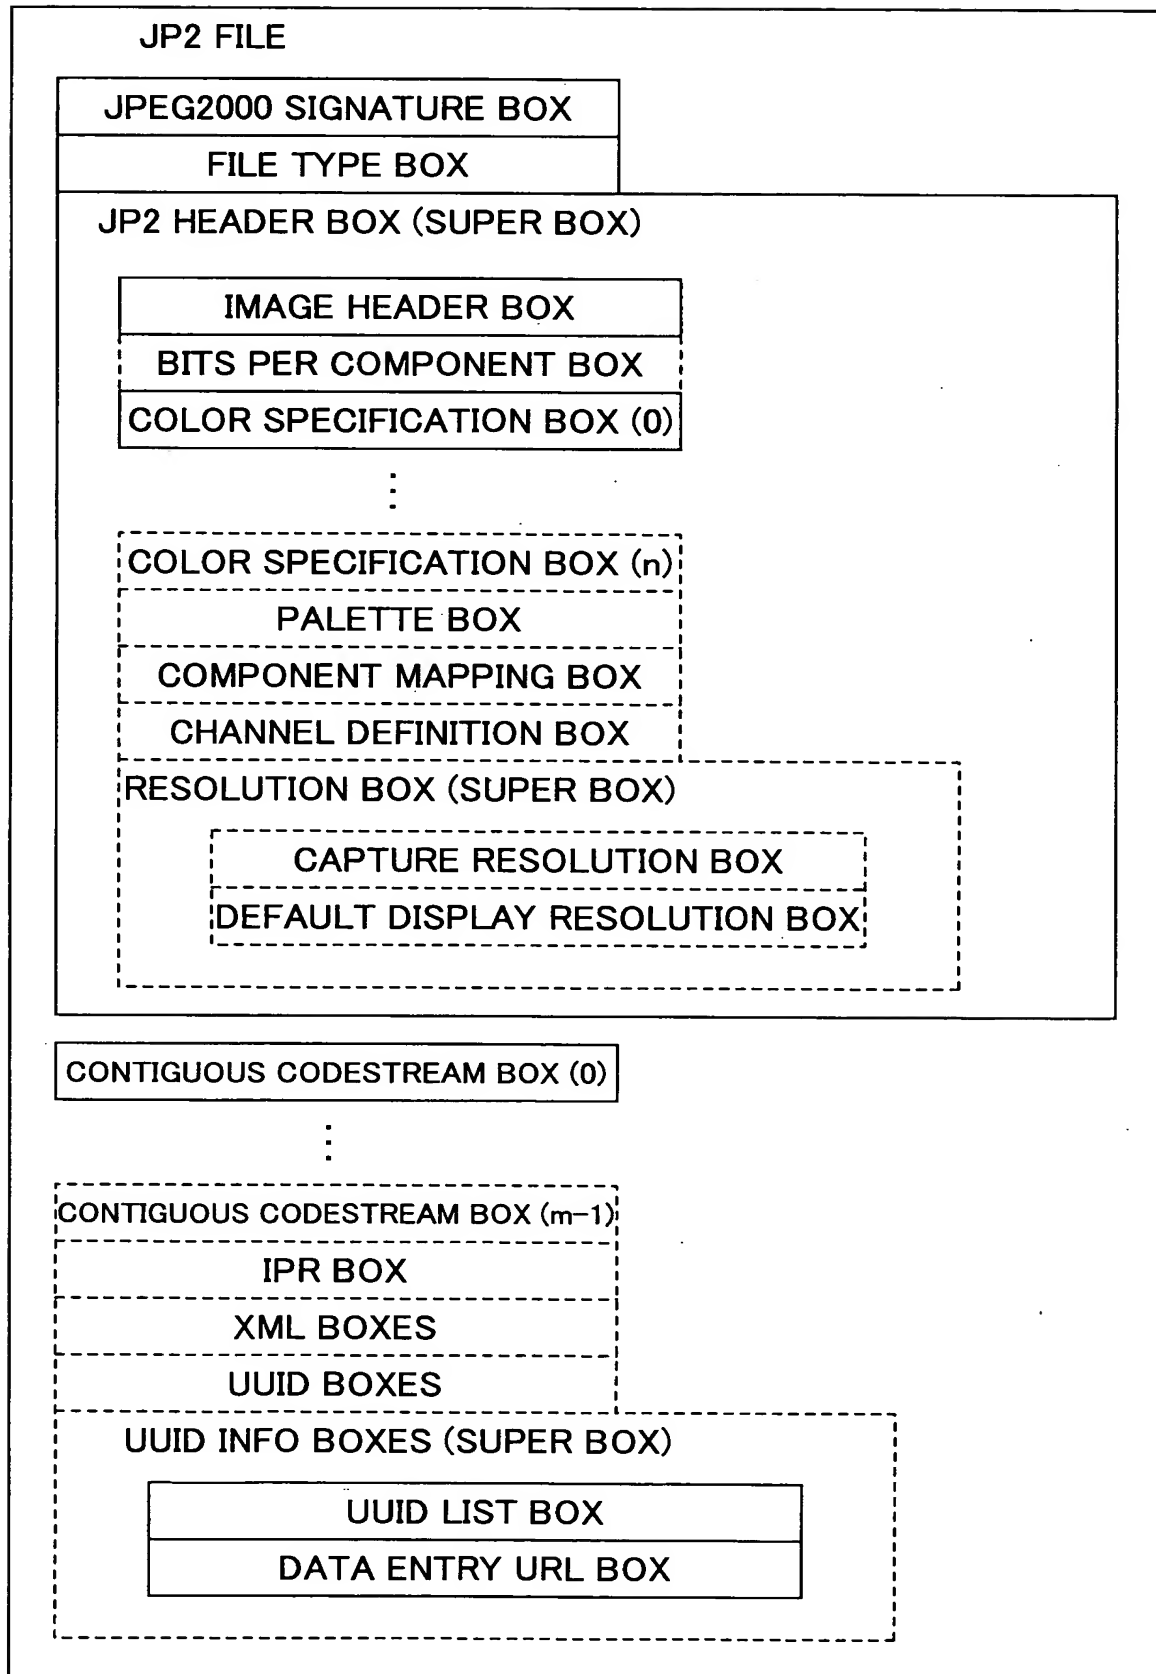 JP2 FILE
JPEG2000 SIGNATURE BOX
FILE TYPE BOX
JP2 HEADER BOX (SUPER BOX)
IMAGE HEADER BOX
BITS PER COMPONENT BOX
COLOR SPECIFICATION BOX (0)
COLOR SPECIFICATION BOX (n)
PALETTE BOX
COMPONENT MAPPING BOX
CHANNEL DEFINITION BOX
RESOLUTION BOX (SUPER BOX)
CAPTURE RESOLUTION BOX
DEFAULT DISPLAY RESOLUTION BOX
CONTIGUOUS CODESTREAM BOX (0)
CONTIGUOUS CODESTREAM BOX (m-1)
IPR BOX
XML BOXES
UUID BOXES
UUID INFO BOXES (SUPER BOX)
UUID LIST BOX
DATA ENTRY URL BOX